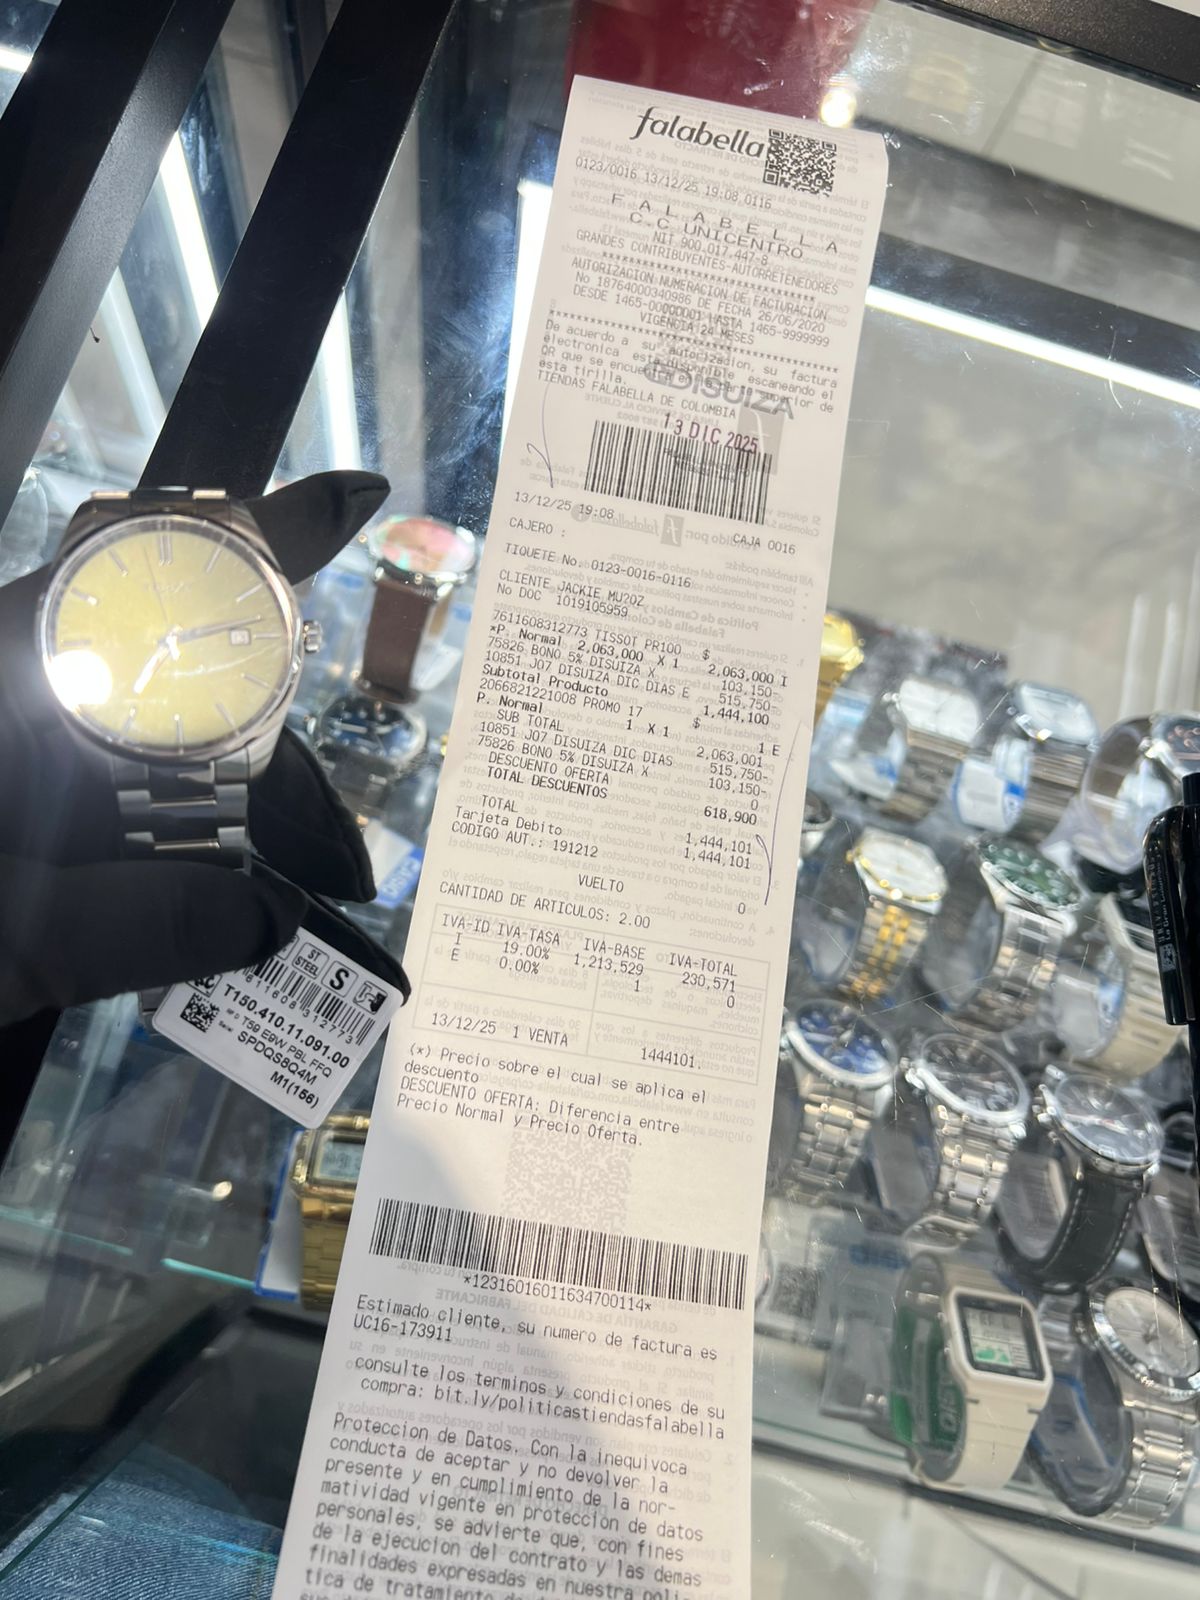 falabella
0123/0016 13/12/25 19:08 0116
F A L A B E L L A
C.C. UNICENTRO
NIT 900.017.447-8
GRANDES CONTRIBUYENTES-AUTORRETENEDORES
************************************
AUTORIZACION NUMERACION DE FACTURACION
No 18764000340986 DE FECHA 26/06/2020
DESDE 1465-00000001 HASTA 1465-9999999
VIGENCIA 24 MESES
************************************
De acuerdo a su autorizacion, su factura
electronica esta disponible escaneando el
QR que se encuentra en la parte superior de
esta tirilla.
TIENDAS FALABELLA DE COLOMBIA
DISUIZA
13 DIC 2025
13/12/25 19:08
CAJERO :
CAJA 0016
TIQUETE No. 0123-0016-0116
CLIENTE JACKIE MU?OZ
No DOC 1019105959
7611608312773 TISSOT PR100 $
*P. Normal 2,063,000 X 1 2,063,000 I
75826 BONO 5% DISUIZA X 103,150-
10851 J07 DISUIZA DIC DIAS E 515,750-
Subtotal Producto 1,444,100
2066821221008 PROMO 17 $
P. Normal 1 X 1 1 E
SUB TOTAL 2,063,001
10851 J07 DISUIZA DIC DIAS 515,750-
75826 BONO 5% DISUIZA X 103,150-
DESCUENTO OFERTA 0
TOTAL DESCUENTOS 618,900
TOTAL 1,444,101
Tarjeta Debito 1,444,101
CODIGO AUT.: 191212
VUELTO 0
CANTIDAD DE ARTICULOS: 2.00
IVA-ID IVA-TASA IVA-BASE IVA-TOTAL
I 19.00% 1,213,529 230,571
E 0.00% 1 0
13/12/25 1 VENTA 1444101.
(*) Precio sobre el cual se aplica el
descuento
DESCUENTO OFERTA: Diferencia entre
Precio Normal y Precio Oferta.
*12316016011634700114*
Estimado cliente, su numero de factura es
UC16-173911
consulte los terminos y condiciones de su
compra: bit.ly/politicastiendasfalabella
Proteccion de Datos. Con la inequivoca
conducta de aceptar y no devolver la
presente y en cumplimiento de la nor-
matividad vigente en proteccion de datos
personales, se advierte que, con fines
de la ejecucion del contrato y las demas
finalidades expresadas en nuestra poli-
tica de tratamiento de
ST
STEEL
S
7611608312773
T150.410.11.091.00
T59 E9W PBL FFQ
SPDQS8Q4M
M1(156)